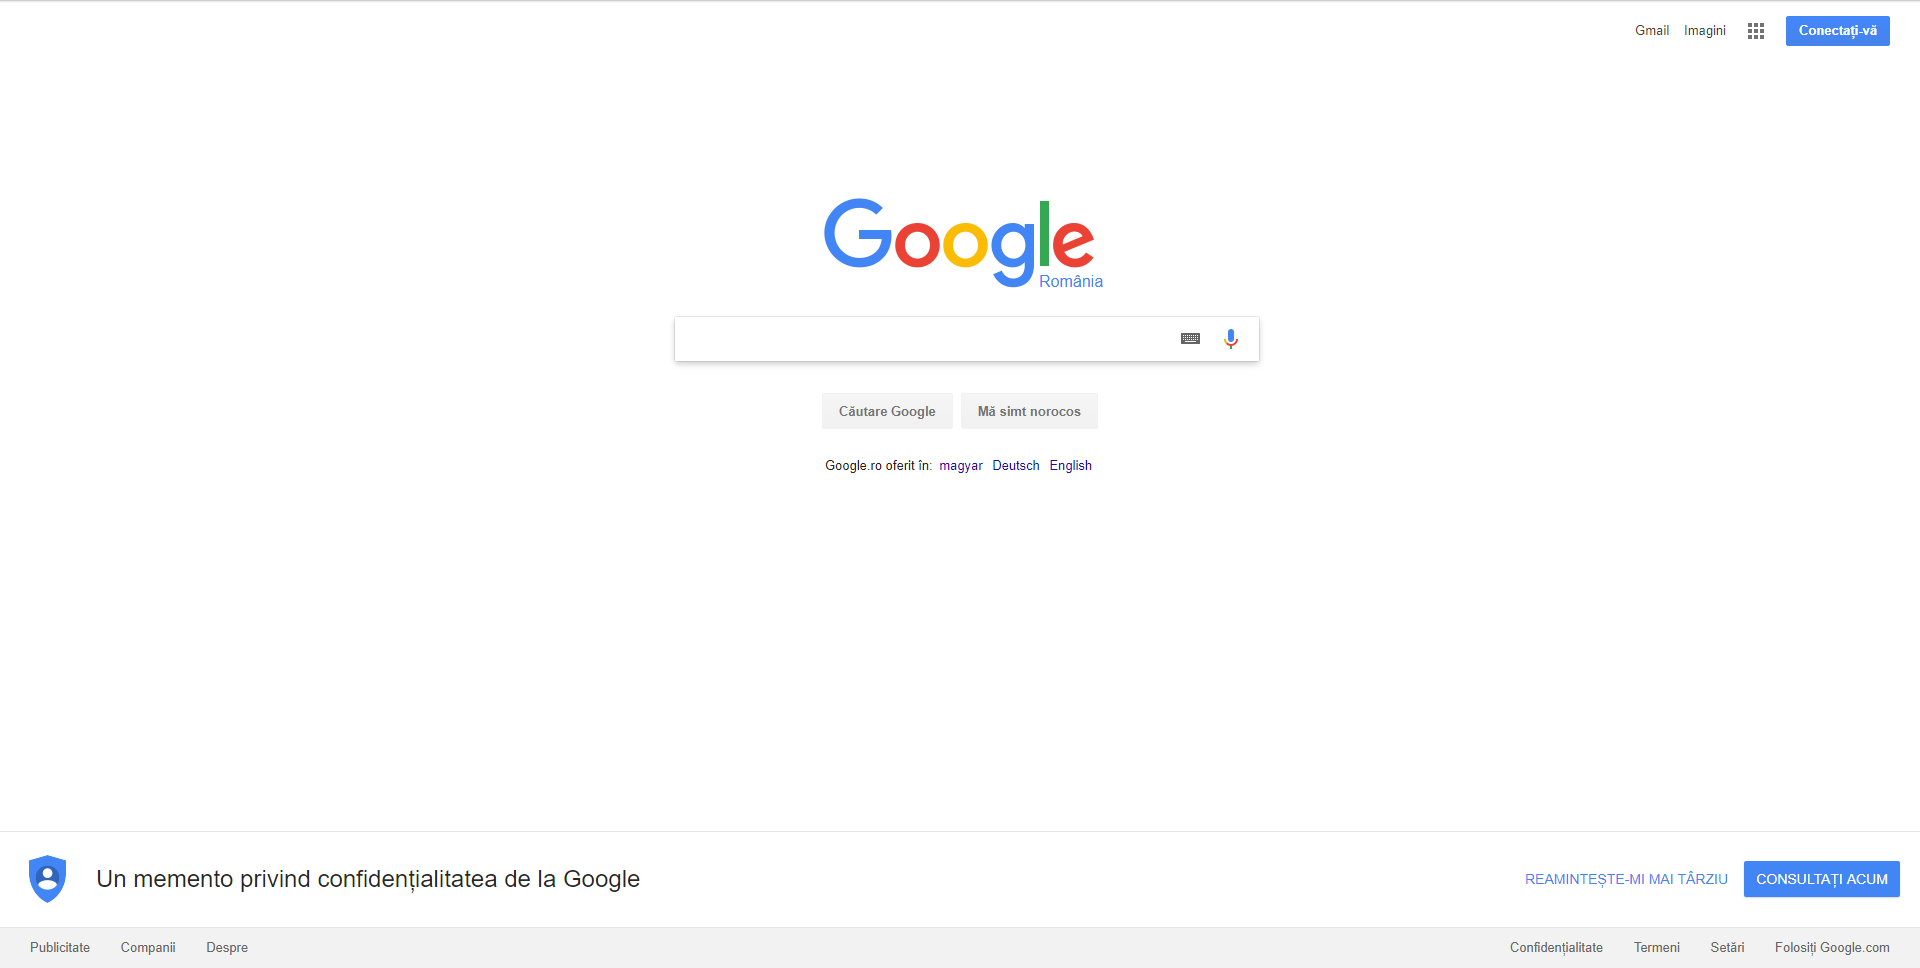 Gmail Imagini Conectați-vă
Google
România
Căutare Google Mă simt norocos
Google.ro oferit în: magyar Deutsch English
Un memento privind confidențialitatea de la Google REAMINTEȘTE-MI MAI TÂRZIU CONSULTAȚI ACUM
Publicitate Companii Despre Confidențialitate Termeni Setări Folosiți Google.com